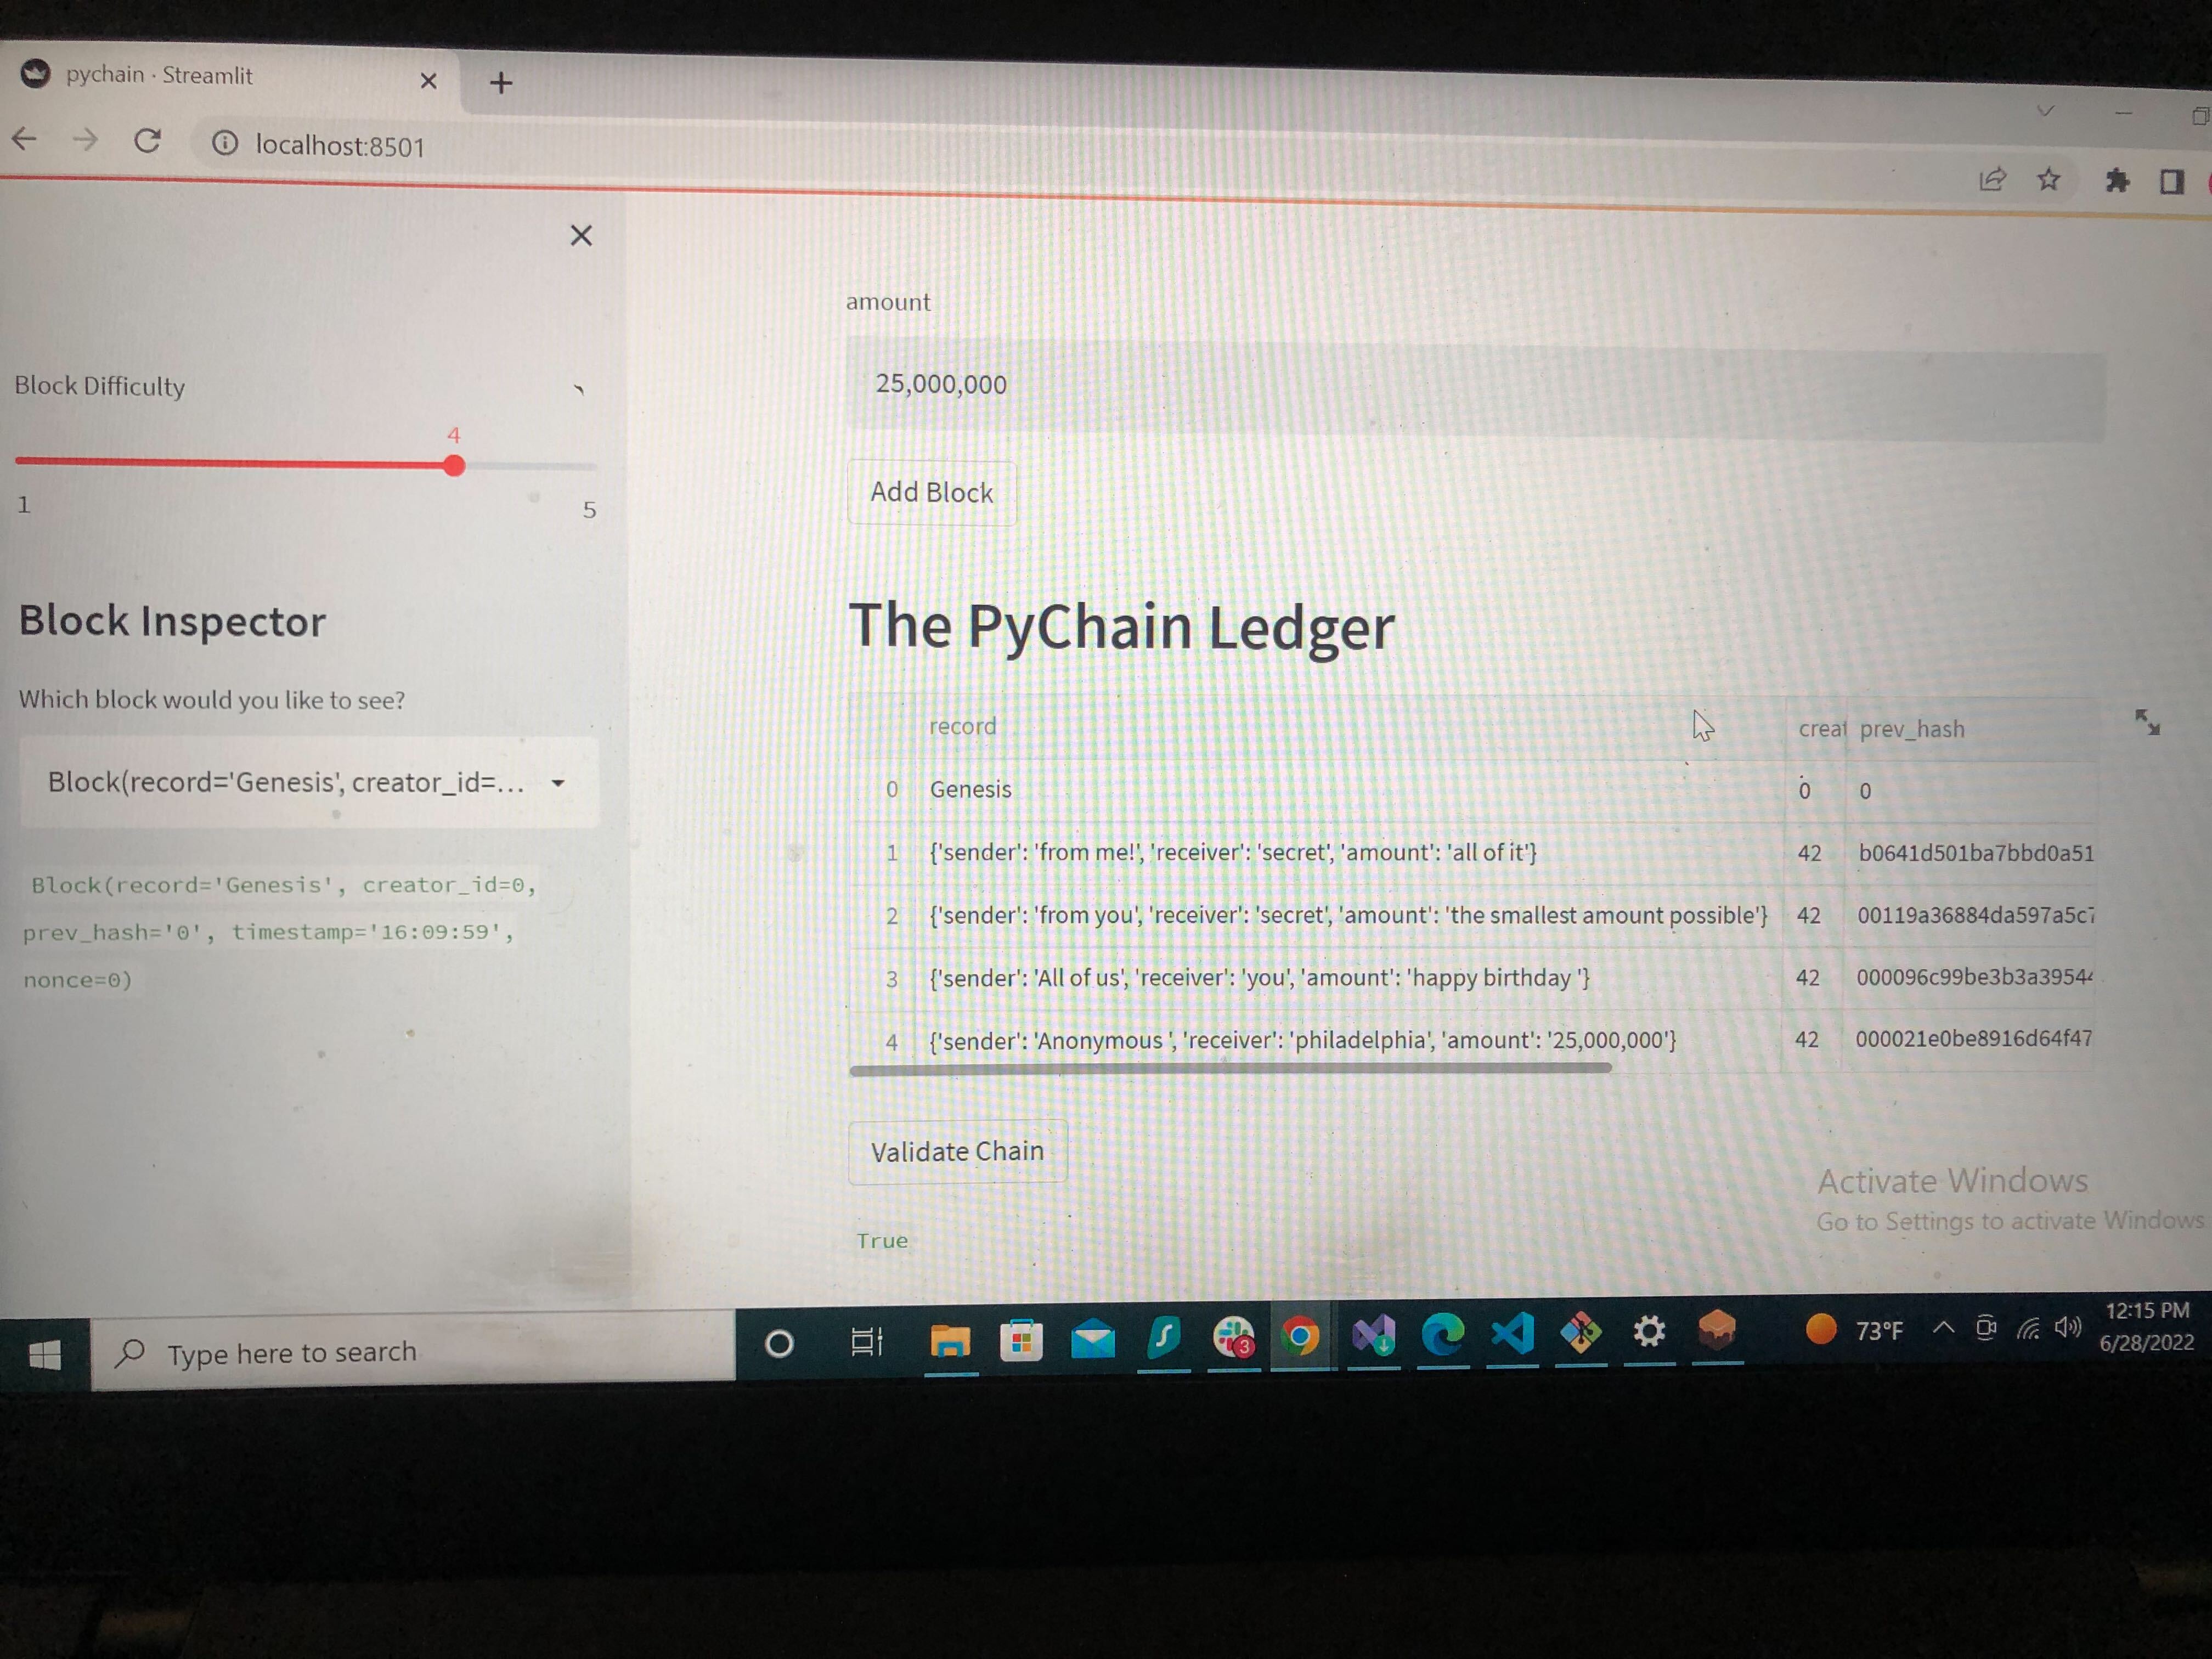 pychain · Streamlit
localhost:8501
amount
25,000,000
Block Difficulty
4
1
5
Add Block
Block Inspector
The PyChain Ledger
Which block would you like to see?
Block(record='Genesis', creator_id=...
Block(record='Genesis', creator_id=0,
prev_hash='0', timestamp='16:09:59',
nonce=0)
record creat prev_hash
0 Genesis 0 0
1 {'sender': 'from me!', 'receiver': 'secret', 'amount': 'all of it'} 42 b0641d501ba7bbd0a51
2 {'sender': 'from you', 'receiver': 'secret', 'amount': 'the smallest amount possible'} 42 00119a36884da597a5c7
3 {'sender': 'All of us', 'receiver': 'you', 'amount': 'happy birthday '} 42 000096c99be3b3a39544
4 {'sender': 'Anonymous ', 'receiver': 'philadelphia', 'amount': '25,000,000'} 42 000021e0be8916d64f47
Validate Chain
True
Activate Windows
Go to Settings to activate Windows
Type here to search
3
73°F
12:15 PM
6/28/2022